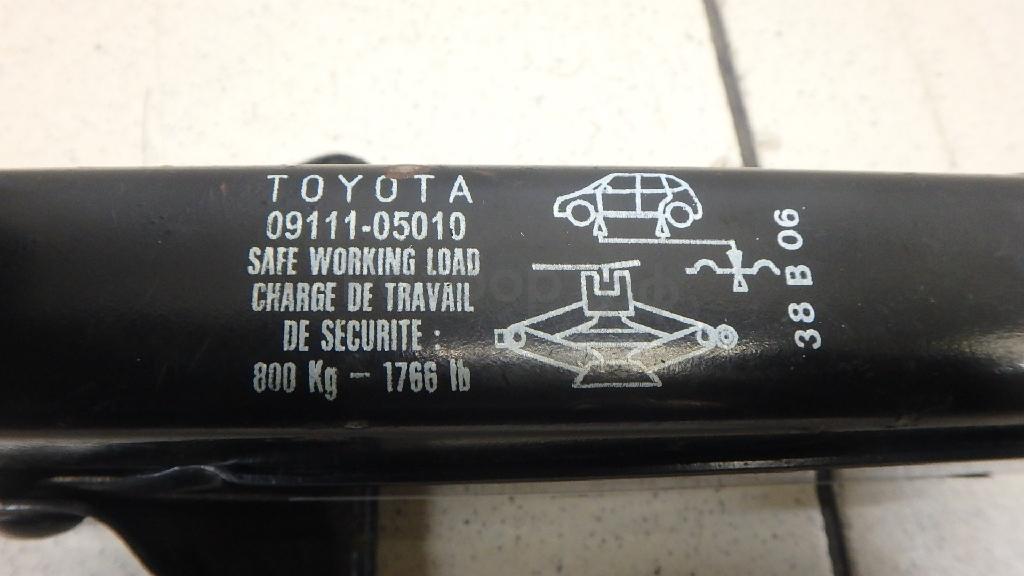 TOYOTA
09111-05010
SAFE WORKING LOAD
CHARGE DE TRAVAIL
DE SECURITE :
800 Kg - 1766 lb
38 B 06